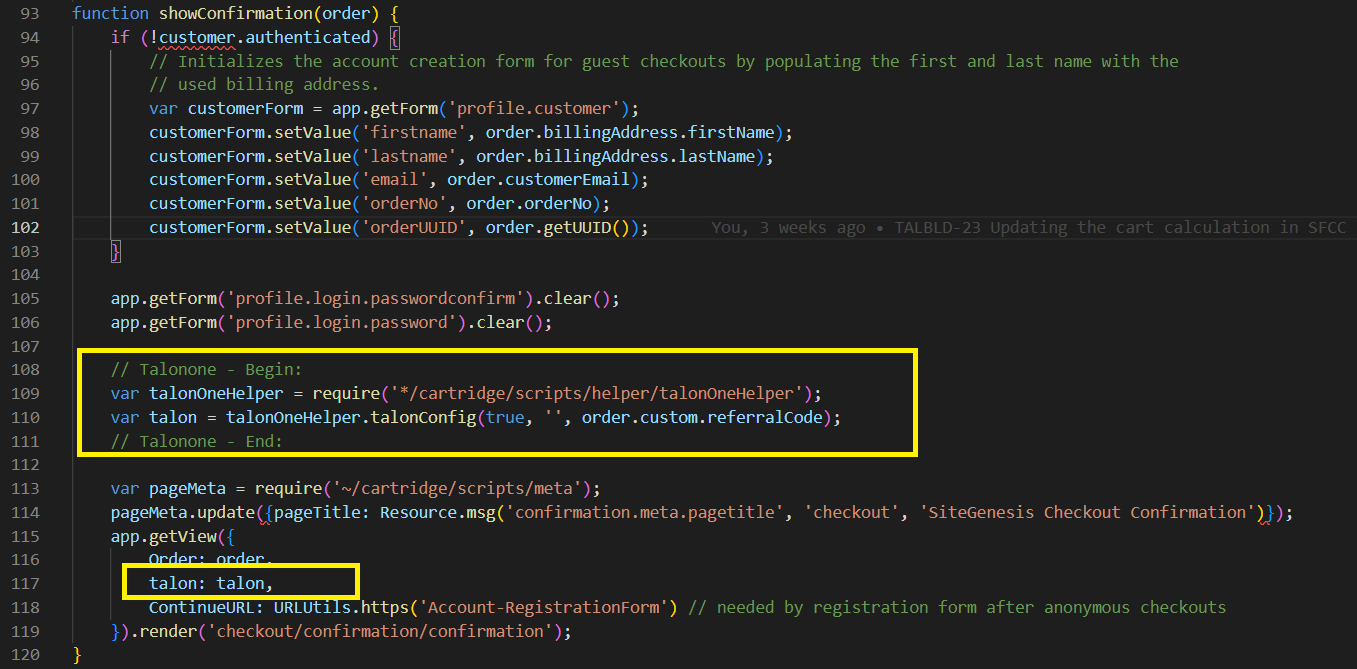 93 function showConfirmation(order) {
94 if (!customer.authenticated) {
95 // Initializes the account creation form for guest checkouts by populating the first and last name with the
96 // used billing address.
97 var customerForm = app.getForm('profile.customer');
98 customerForm.setValue('firstname', order.billingAddress.firstName);
99 customerForm.setValue('lastname', order.billingAddress.lastName);
100 customerForm.setValue('email', order.customerEmail);
101 customerForm.setValue('orderNo', order.orderNo);
102 customerForm.setValue('orderUUID', order.getUUID()); You, 3 weeks ago • TALBLD-23 Updating the cart calculation in SFCC
103 }
104
105 app.getForm('profile.login.passwordconfirm').clear();
106 app.getForm('profile.login.password').clear();
107
108 // Talonone - Begin:
109 var talonOneHelper = require('*/cartridge/scripts/helper/talonOneHelper');
110 var talon = talonOneHelper.talonConfig(true, '', order.custom.referralCode);
111 // Talonone - End:
112
113 var pageMeta = require('~/cartridge/scripts/meta');
114 pageMeta.update({pageTitle: Resource.msg('confirmation.meta.pagetitle', 'checkout', 'SiteGenesis Checkout Confirmation')});
115 app.getView({
116 Order: order,
117 talon: talon,
118 ContinueURL: URLUtils.https('Account-RegistrationForm') // needed by registration form after anonymous checkouts
119 }).render('checkout/confirmation/confirmation');
120 }